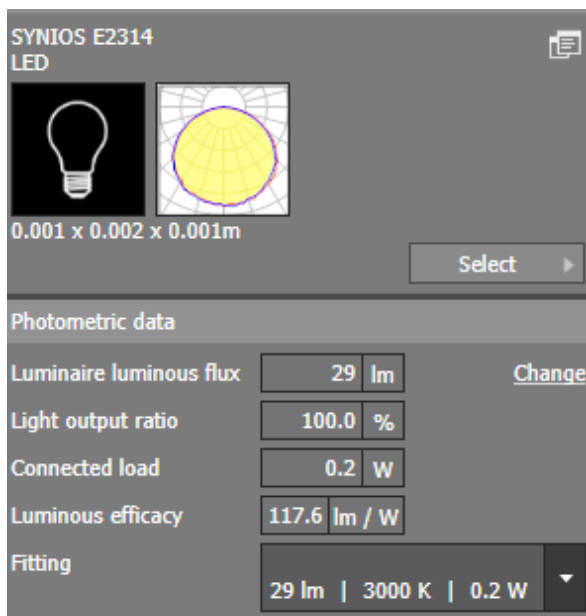 SYNIOS E2314
LED
0.001 x 0.002 x 0.001m
Select
Photometric data
Luminaire luminous flux 29 lm Change
Light output ratio 100.0 %
Connected load 0.2 W
Luminous efficacy 117.6 lm / W
Fitting
29 lm | 3000 K | 0.2 W